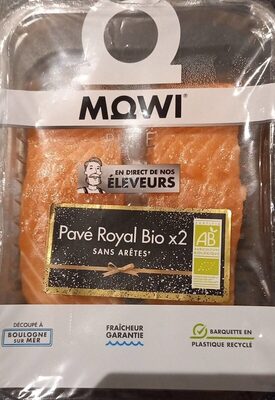 MOWI®
EN DIRECT DE NOS
ÉLEVEURS
Pavé Royal Bio x2
SANS ARÊTES*
AB
DÉCOUPÉ À
BOULOGNE
SUR MER
FRAÎCHEUR
GARANTIE
BARQUETTE EN
PLASTIQUE RECYCLÉ